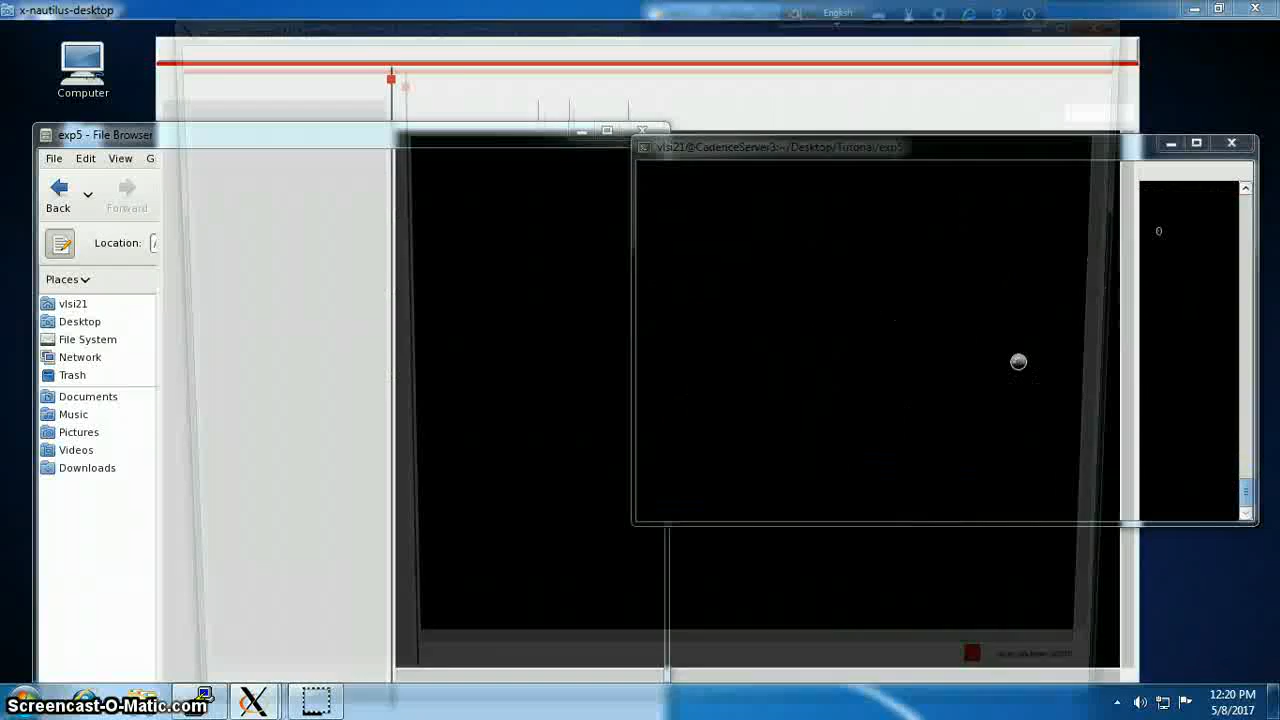 x-nautilus-desktop
English
Computer
exp5 - File Browser
vlsi21@CadenceServer3:~/Desktop/Tutorial/exp5
File Edit View G
Back Forward
0
Location:
Places
vlsi21
Desktop
File System
Network
Trash
Documents
Music
Pictures
Videos
Downloads
Screencast-O-Matic.com
12:20 PM
5/8/2017